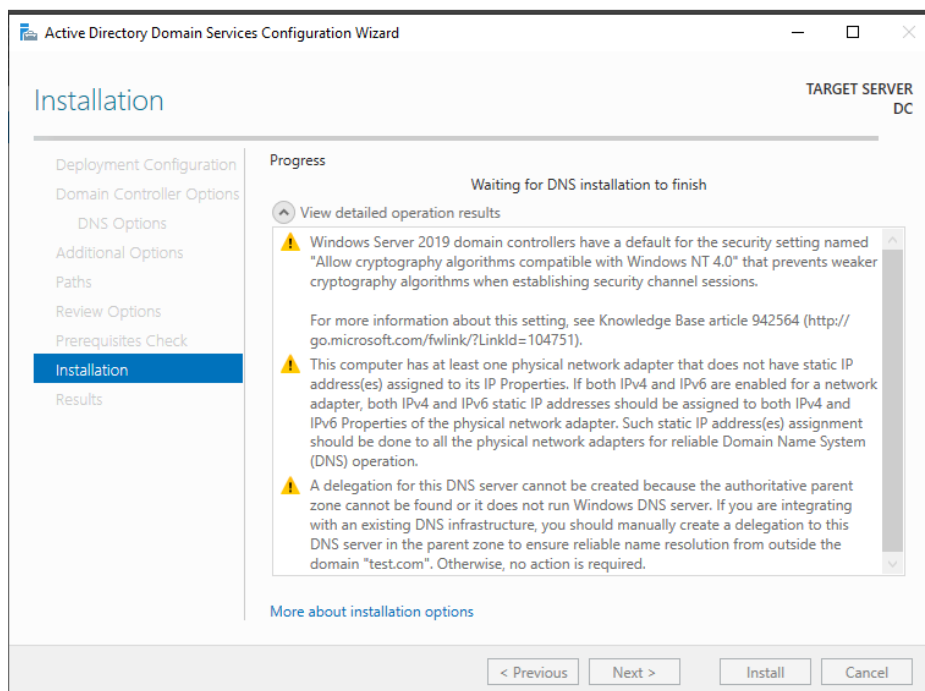 Active Directory Domain Services Configuration Wizard
Installation
TARGET SERVER
DC
Deployment Configuration
Domain Controller Options
DNS Options
Additional Options
Paths
Review Options
Prerequisites Check
Installation
Results
Progress
Waiting for DNS installation to finish
View detailed operation results
Windows Server 2019 domain controllers have a default for the security setting named
"Allow cryptography algorithms compatible with Windows NT 4.0" that prevents weaker
cryptography algorithms when establishing security channel sessions.
For more information about this setting, see Knowledge Base article 942564 (http://
go.microsoft.com/fwlink/?LinkId=104751).
This computer has at least one physical network adapter that does not have static IP
address(es) assigned to its IP Properties. If both IPv4 and IPv6 are enabled for a network
adapter, both IPv4 and IPv6 static IP addresses should be assigned to both IPv4 and
IPv6 Properties of the physical network adapter. Such static IP address(es) assignment
should be done to all the physical network adapters for reliable Domain Name System
(DNS) operation.
A delegation for this DNS server cannot be created because the authoritative parent
zone cannot be found or it does not run Windows DNS server. If you are integrating
with an existing DNS infrastructure, you should manually create a delegation to this
DNS server in the parent zone to ensure reliable name resolution from outside the
domain "test.com". Otherwise, no action is required.
More about installation options
< Previous
Next >
Install
Cancel